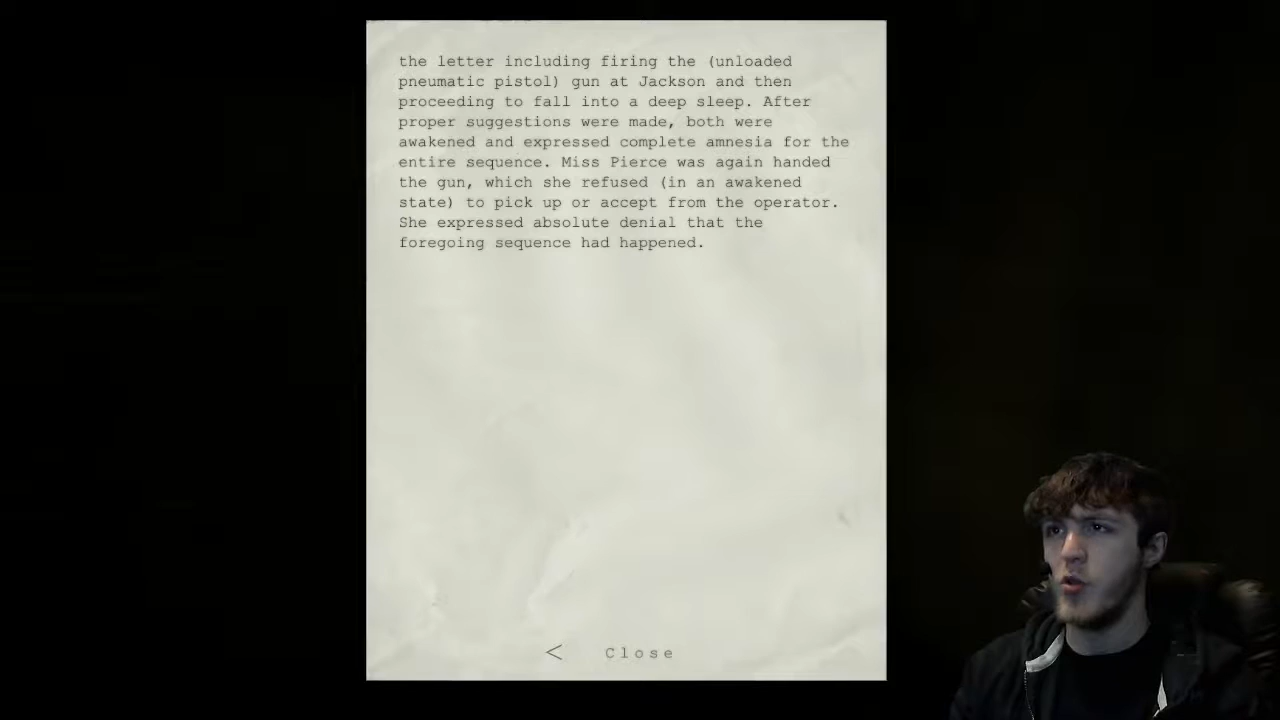 the letter including firing the (unloaded
pneumatic pistol) gun at Jackson and then
proceeding to fall into a deep sleep. After
proper suggestions were made, both were
awakened and expressed complete amnesia for the
entire sequence. Miss Pierce was again handed
the gun, which she refused (in an awakened
state) to pick up or accept from the operator.
She expressed absolute denial that the
foregoing sequence had happened.
< Close